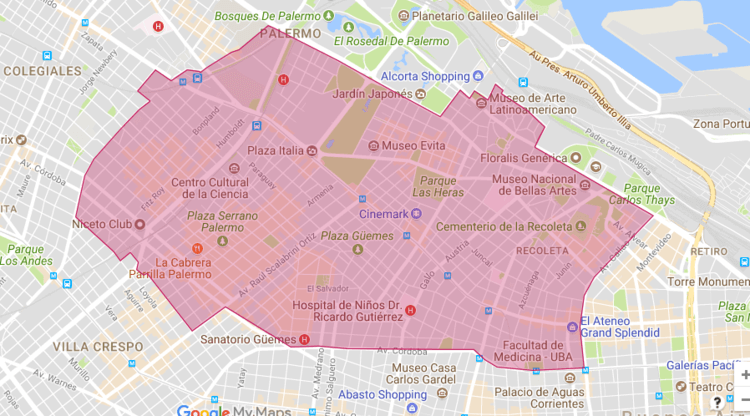 Bosques De Palermo
Planetario Galileo Galilei
Zapata
H
PALERMO
El Rosedal De Palermo
COLEGIALES
Jorge Newbery
Alcorta Shopping
Au Pres. Arturo Umberto Illia
Jardín Japonés
Museo de Arte
Latinoamericano
Bonpland
Humboldt
Zona Portu
Padre Carlos Mugica
Av. Córdoba
Plaza Italia
Museo Evita
Floralis Genérica
Maure
Fitz Roy
Centro Cultural
de la Ciencia
Paraguay
Parque
Las Heras
Museo Nacional
de Bellas Artes
Parque
Carlos Thays
Armenia
Niceto Club
Plaza Serrano
Palermo
Cinemark
Cementerio de la Recoleta
Av. Alvear
Plaza Güemes
Av. Callao
Montevideo
Parque
Los Andes
La Cabrera
Parrilla Palermo
Av. Raúl Scalabrini Ortiz
Gallo
Austria
Juncal
RECOLETA
Junín
RETIRO
Azcuénaga
Torre Monumen
El Salvador
Loyola
Vera
Aguirre
Hospital de Niños Dr.
Ricardo Gutiérrez
El Ateneo
Grand Splendid
VILLA CRESPO
Sanatorio Güemes
Av. Córdoba
Facultad de
Medicina - UBA
Av. Medrano
Jerónimo Salguero
Museo Casa
Carlos Gardel
Galerías Pacíf
Av. Warnes
Murillo
Yatay
Abasto Shopping
Palacio de Aguas
Corrientes
Teatro C
Google My Maps
?
+